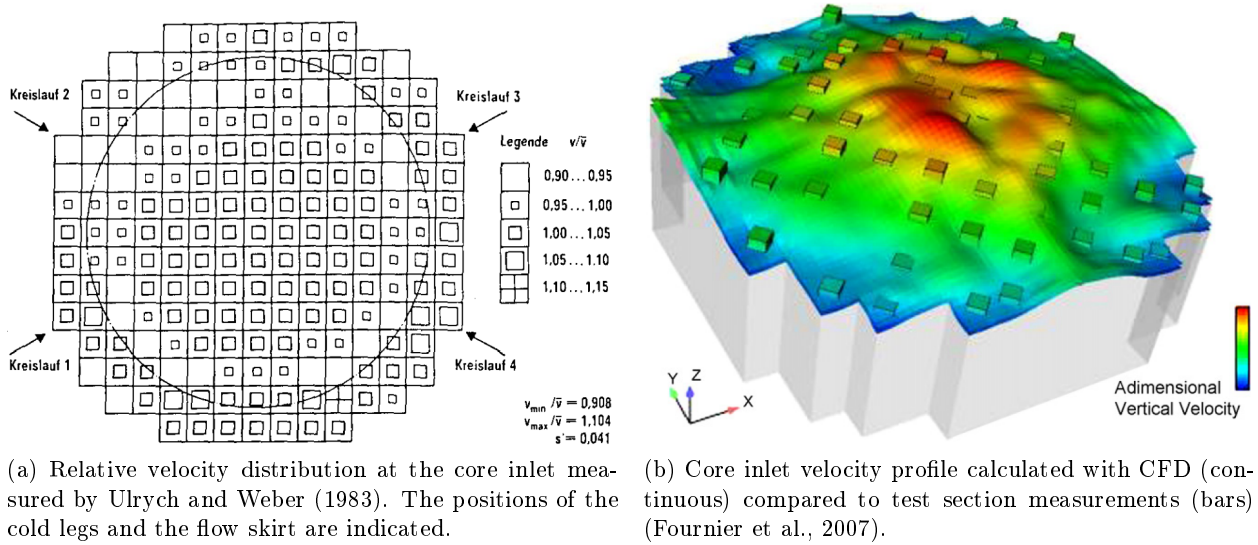 Kreislauf 2
Kreislauf 3
Legende v/v̄
0,90...0,95
0,95...1,00
1,00...1,05
1,05...1,10
1,10...1,15
Kreislauf 1
Kreislauf 4
v_min /v̄ = 0,908
v_max /v̄ = 1,104
s = 0,041
Y Z X
Adimensional
Vertical Velocity
(a) Relative velocity distribution at the core inlet mea-
sured by Ulrych and Weber (1983). The positions of the
cold legs and the flow skirt are indicated.
(b) Core inlet velocity profile calculated with CFD (con-
tinuous) compared to test section measurements (bars)
(Fournier et al., 2007).